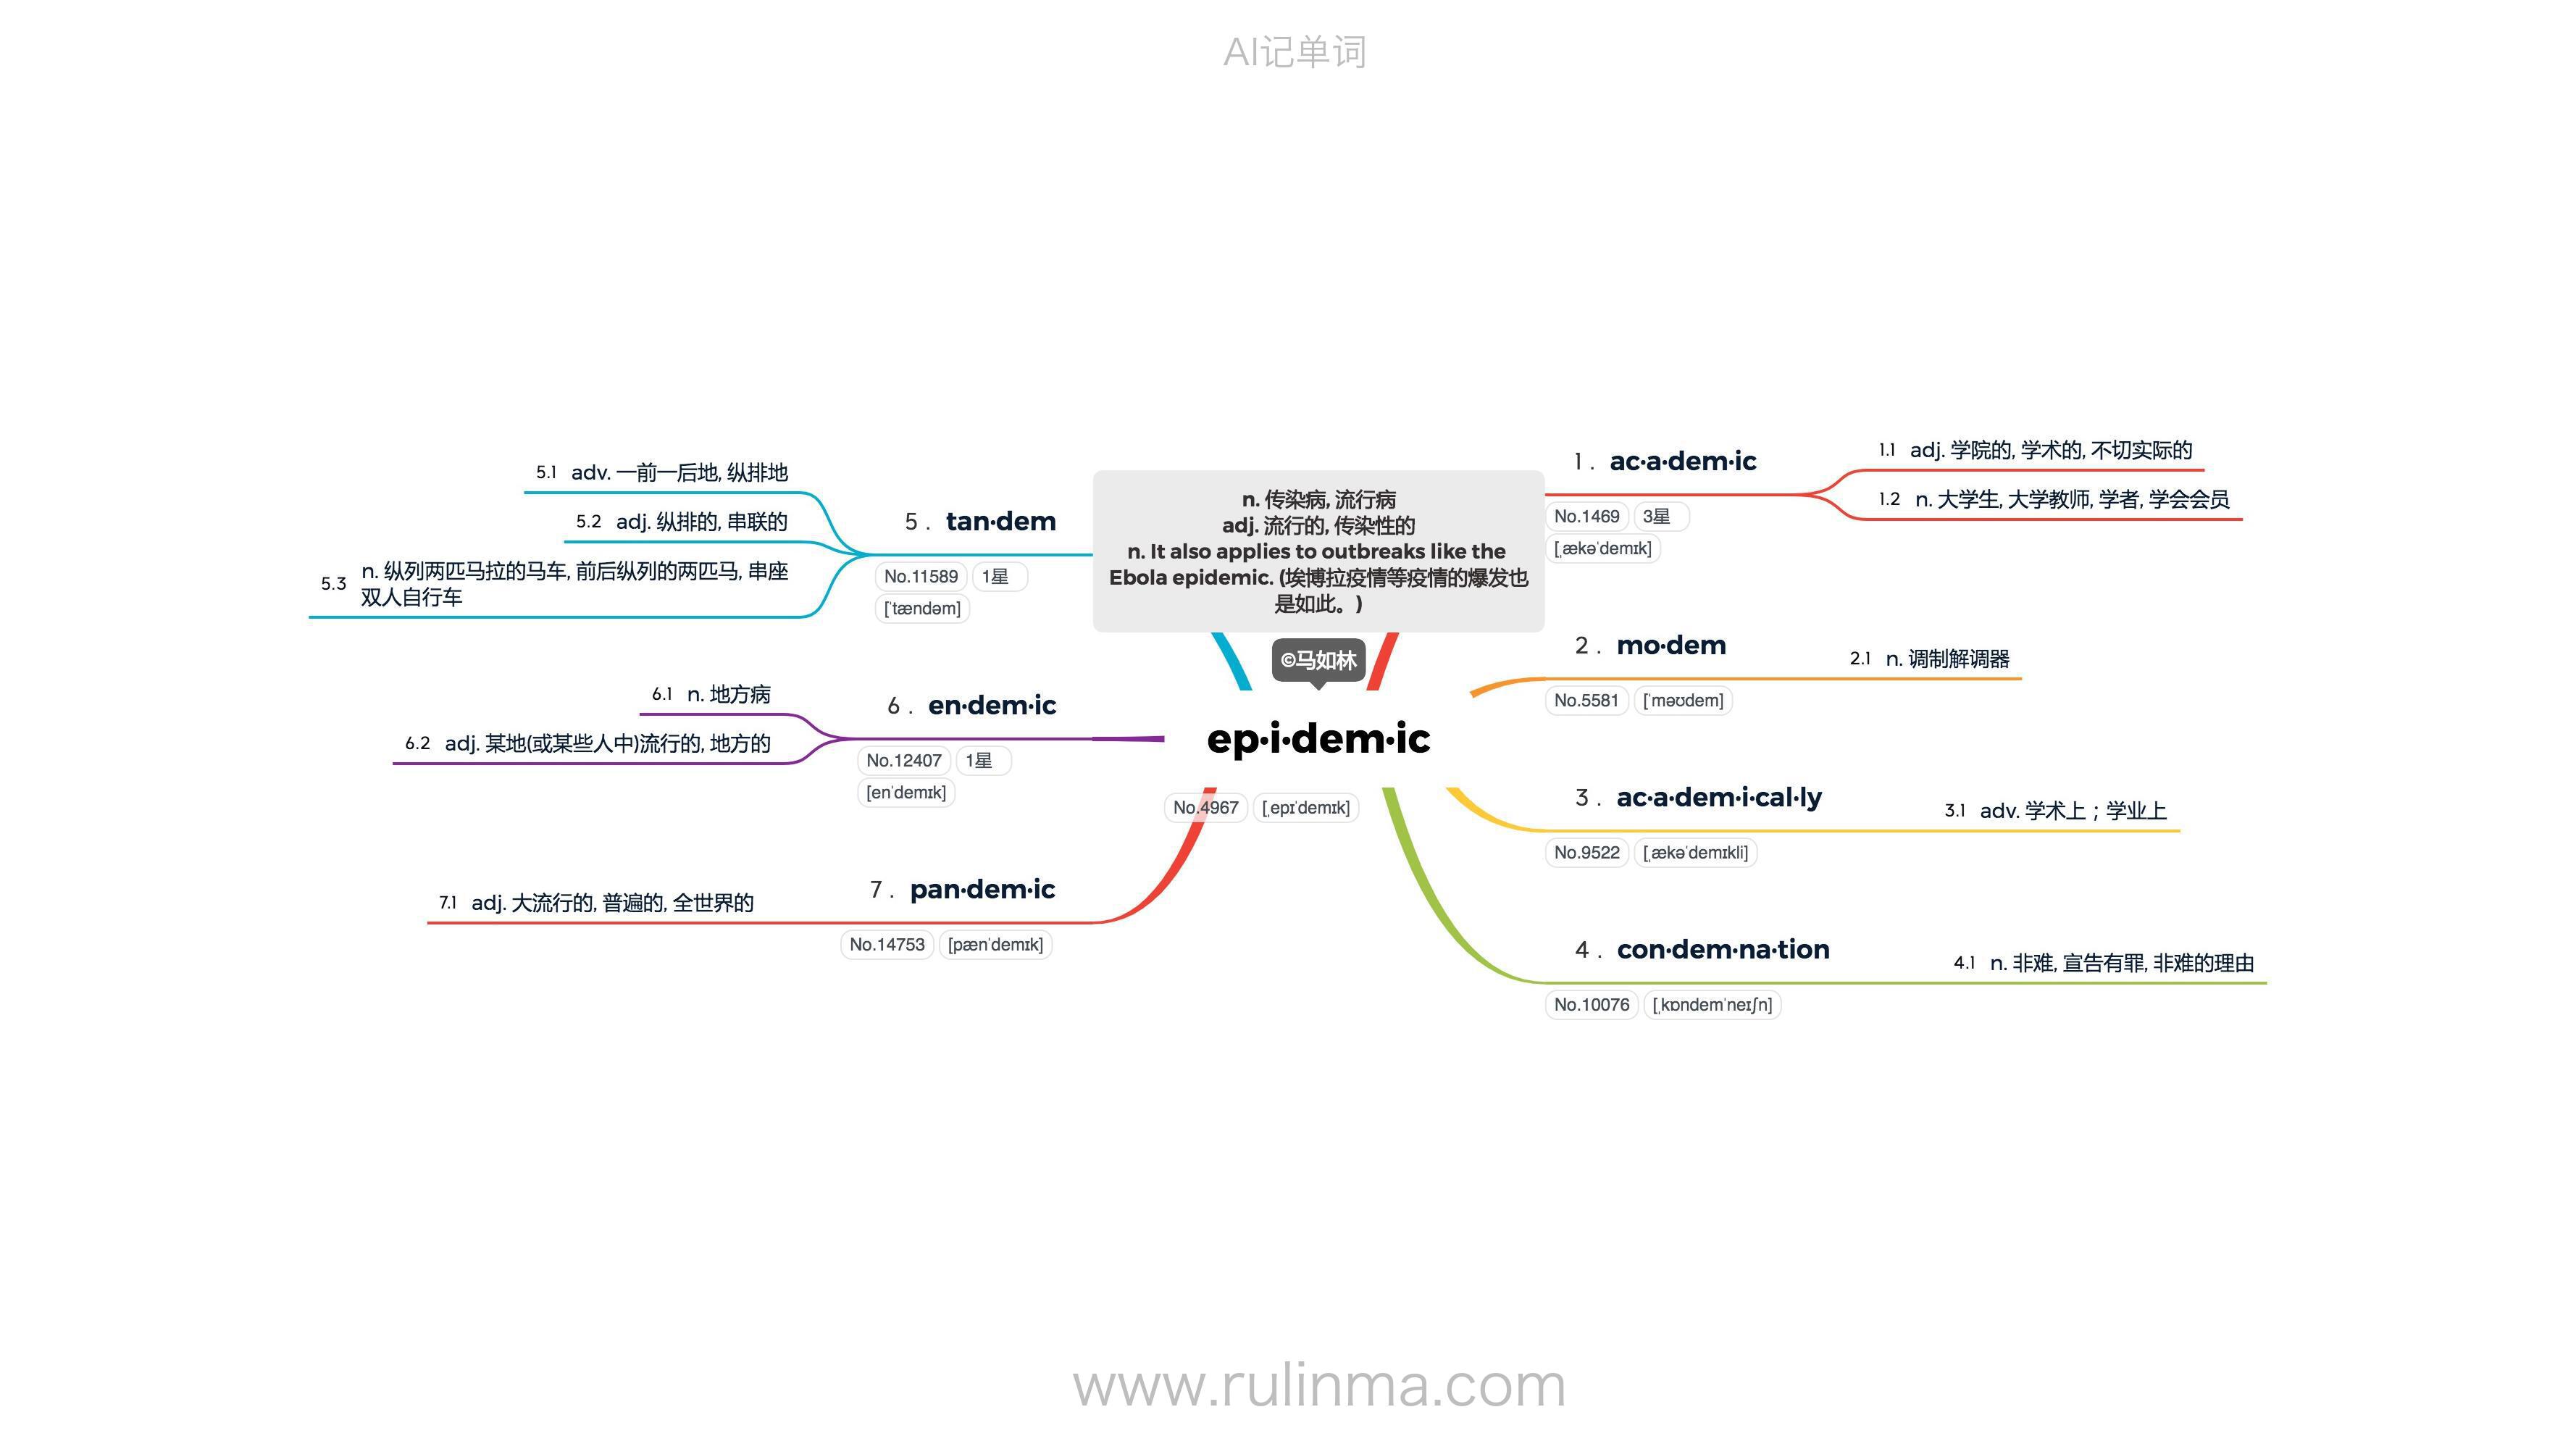 AI记单词
n. 传染病, 流行病
adj. 流行的, 传染性的
n. It also applies to outbreaks like the
Ebola epidemic. (埃博拉疫情等疫情的爆发也
是如此。)
©马如林
ep·i·dem·ic
No.4967 [ˌepɪˈdemɪk]
1. ac·a·dem·ic
No.1469 3星
[ˌækəˈdemɪk]
1.1 adj. 学院的, 学术的, 不切实际的
1.2 n. 大学生, 大学教师, 学者, 学会会员
2. mo·dem
No.5581 [ˈməʊdem]
2.1 n. 调制解调器
3. ac·a·dem·i·cal·ly
No.9522 [ˌækəˈdemɪkli]
3.1 adv. 学术上；学业上
4. con·dem·na·tion
No.10076 [ˌkɒndemˈneɪʃn]
4.1 n. 非难, 宣告有罪, 非难的理由
5. tan·dem
No.11589 1星
[ˈtændəm]
5.1 adv. 一前一后地, 纵排地
5.2 adj. 纵排的, 串联的
5.3 n. 纵列两匹马拉的马车, 前后纵列的两匹马, 串座
双人自行车
6. en·dem·ic
No.12407 1星
[enˈdemɪk]
6.1 n. 地方病
6.2 adj. 某地(或某些人中)流行的, 地方的
7. pan·dem·ic
No.14753 [pænˈdemɪk]
7.1 adj. 大流行的, 普遍的, 全世界的
www.rulinma.com